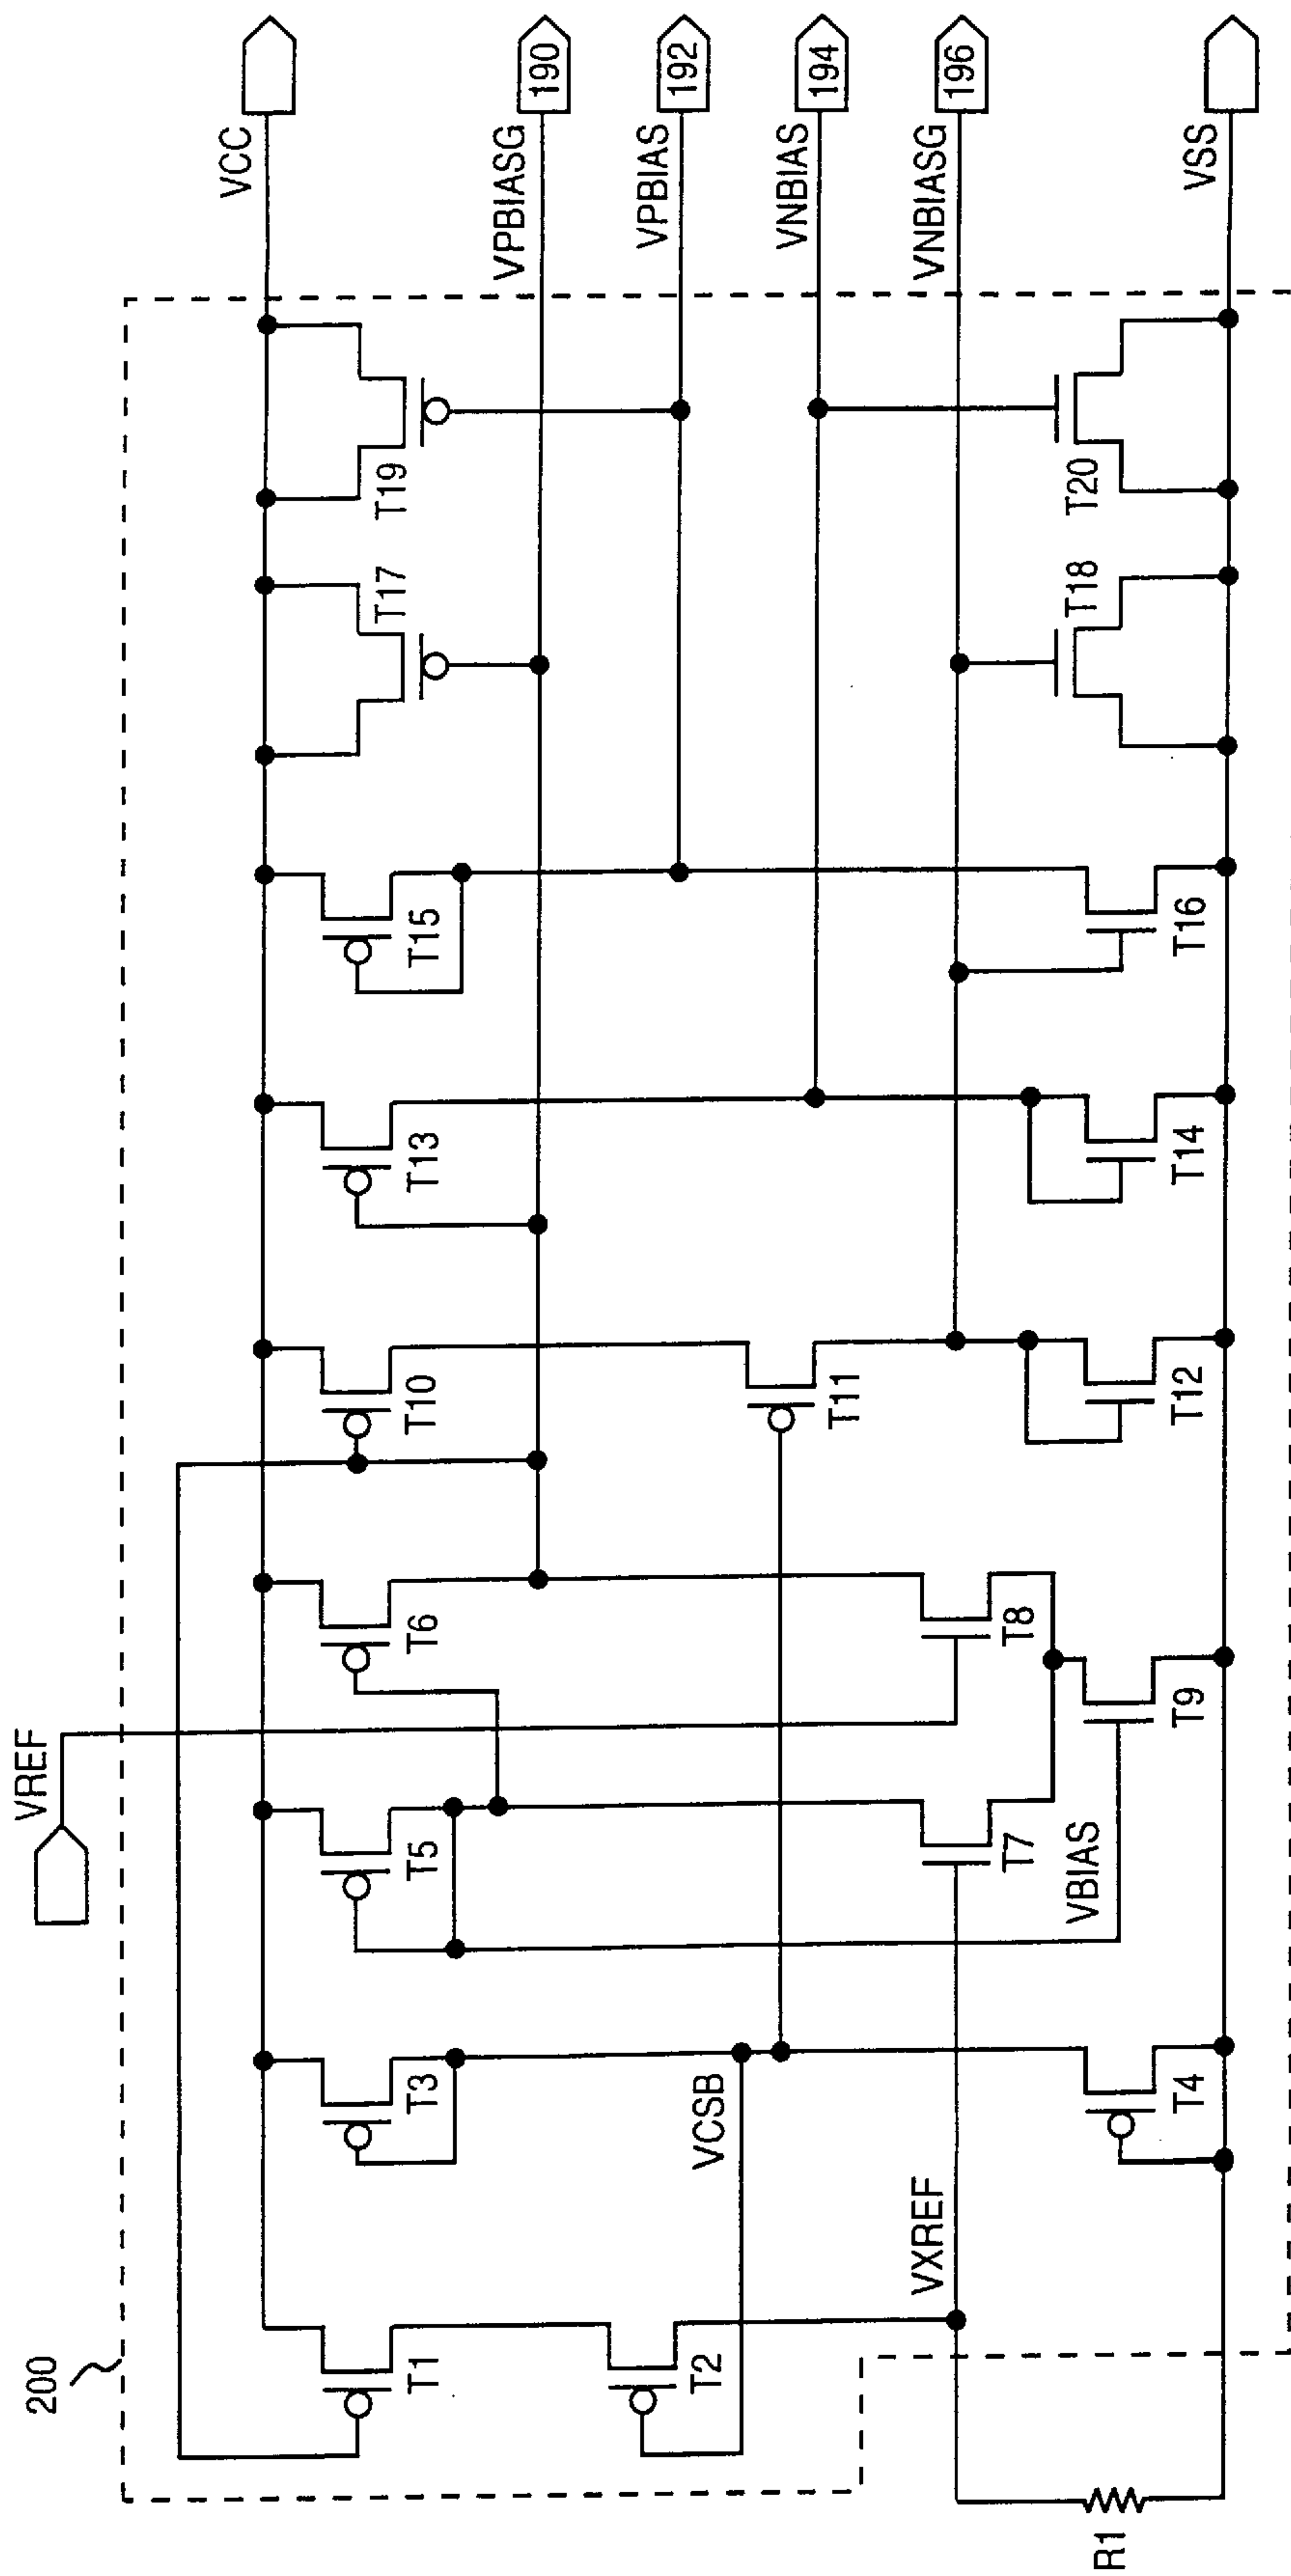 200
VREF
VCC
T1
T3
T5
T6
T10
T13
T15
T17
T19
VPBIASG
190
T2
VCSB
T11
VPBIAS
192
VNBIAS
194
VXREF
T7
T8
VNBIASG
196
R1
T4
VBIAS
T9
T12
T14
T16
T18
T20
VSS